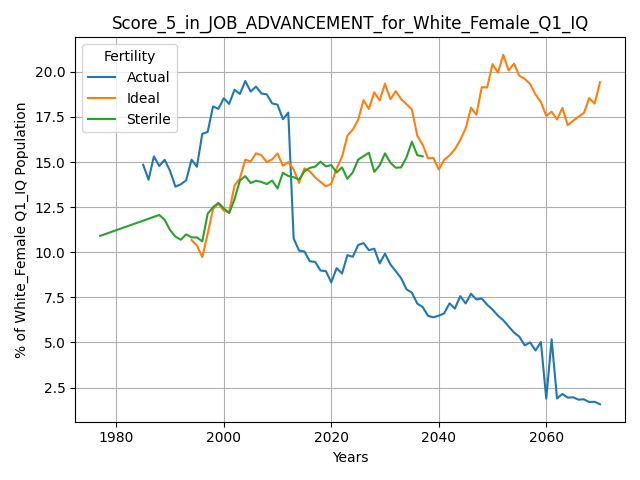 Score_5_in_JOB_ADVANCEMENT_for_White_Female_Q1_IQ
Fertility
Actual
Ideal
Sterile
% of White_Female Q1_IQ Population
20.0
17.5
15.0
12.5
10.0
7.5
5.0
2.5
1980 2000 2020 2040 2060
Years